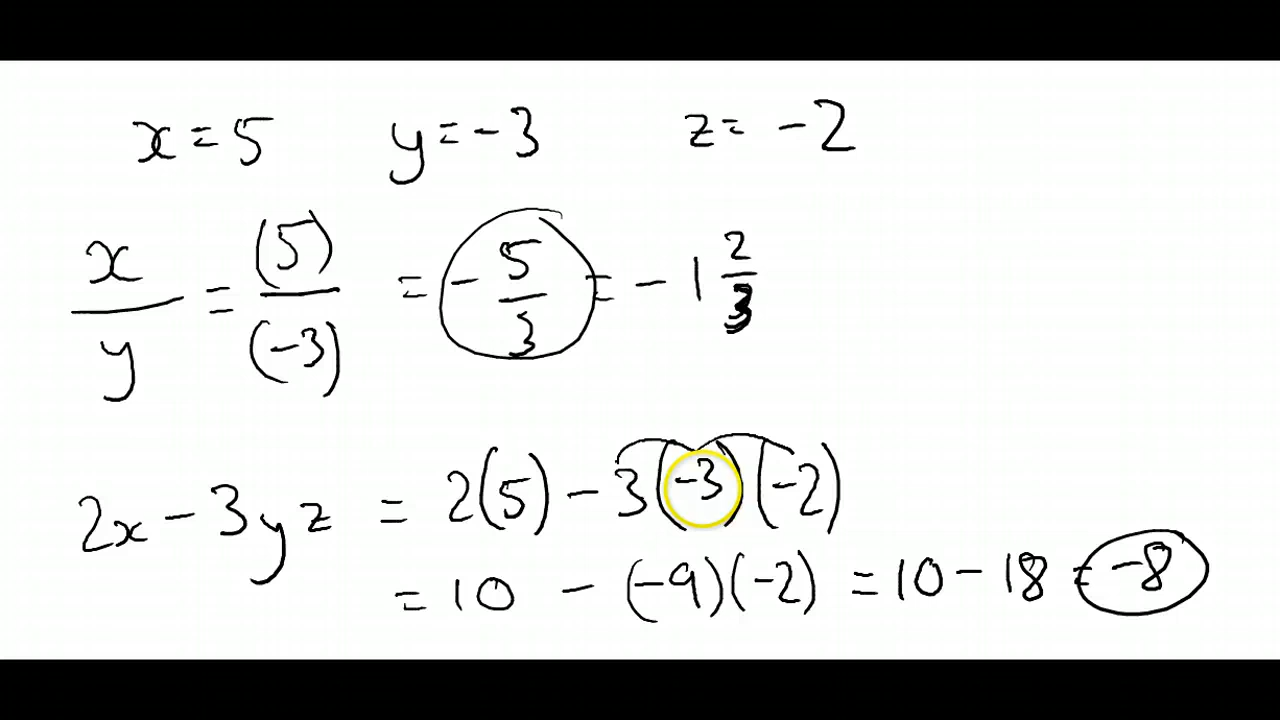 x = 5 y = -3 z = -2
x/y = (5)/(-3) = -5/3 = -1 2/3
2x - 3yz = 2(5) - 3(-3)(-2)
= 10 - (-9)(-2) = 10 - 18 = -8